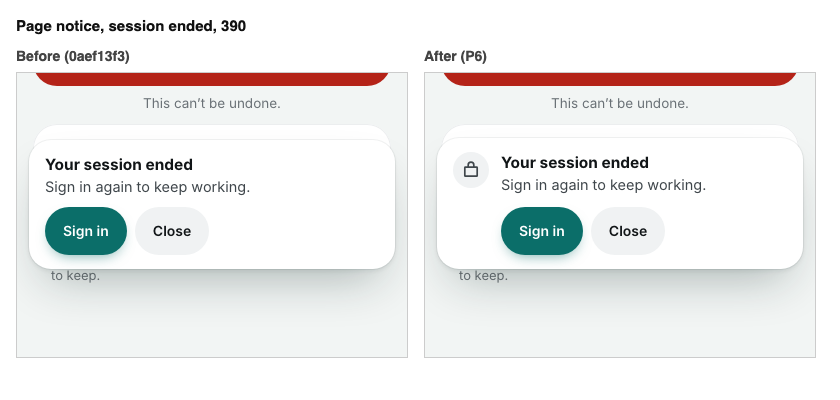 Page notice, session ended, 390
Before (0aef13f3)
This can't be undone.
Your session ended
Sign in again to keep working.
Sign in
Close
to keep.
After (P6)
This can't be undone.
Your session ended
Sign in again to keep working.
Sign in
Close
to keep.